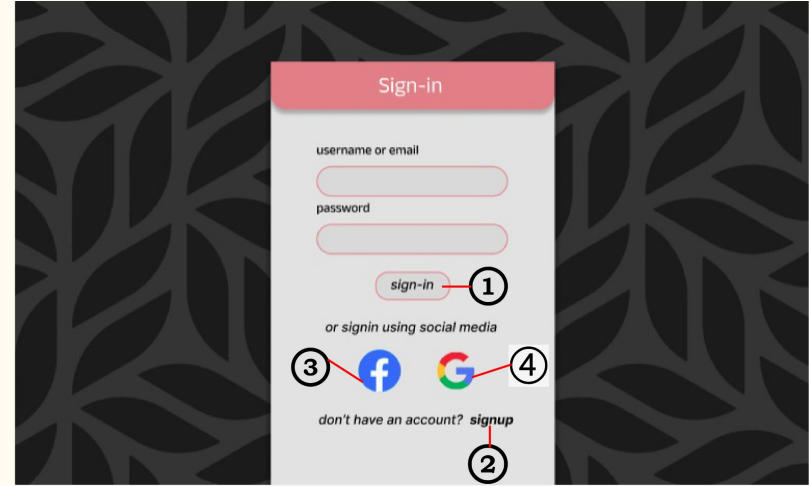 Sign-in
username or email
password
sign-in 1
or signin using social media
3 4
don't have an account? signup
2